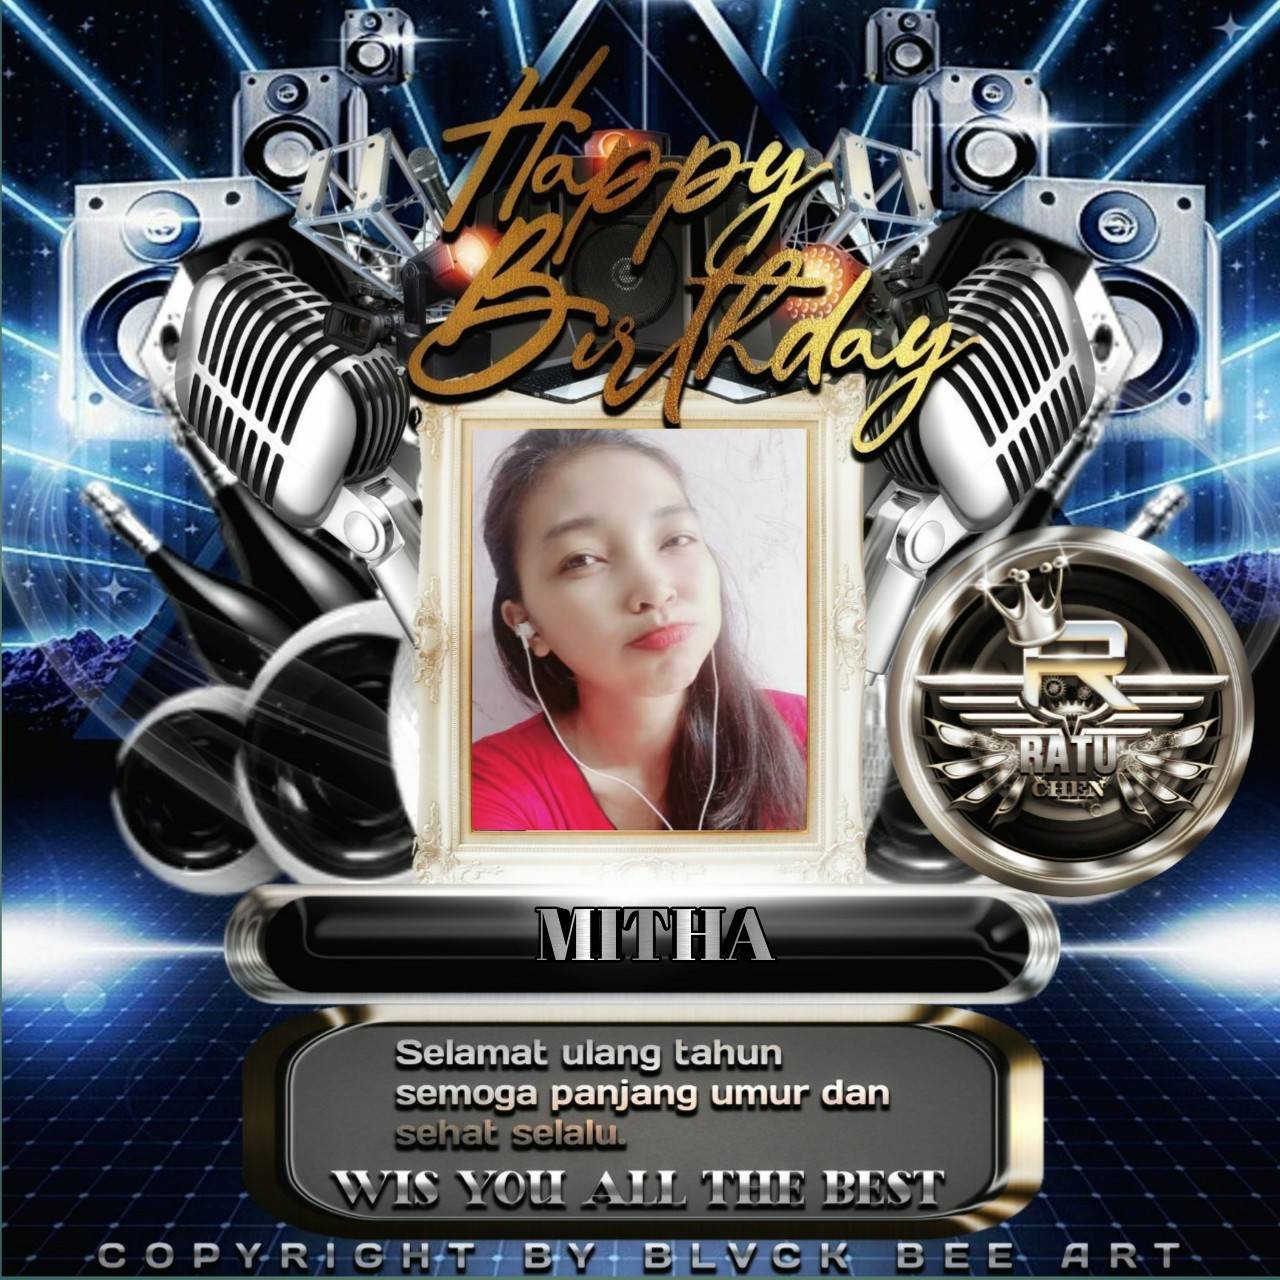 Happy
Birthday
R
RATU
CHEN
MITHA
Selamat ulang tahun
semoga panjang umur dan
sehat selalu.
WIS YOU ALL THE BEST
COPYRIGHT BY BLVCK BEE ART